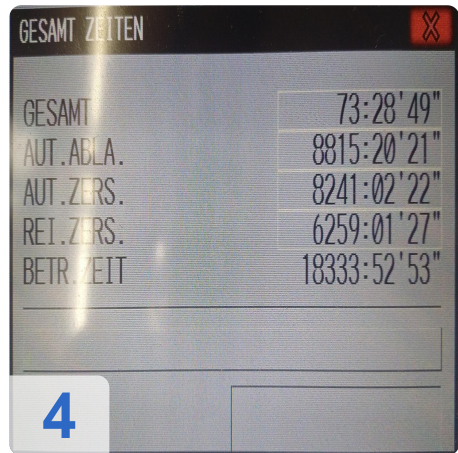 GESAMT ZEITEN X
GESAMT 73:28'49"
AUT.ABLA. 8815:20'21"
AUT.ZERS. 8241:02'22"
REI.ZERS. 6259:01'27"
BETR.ZEIT 18333:52'53"
4